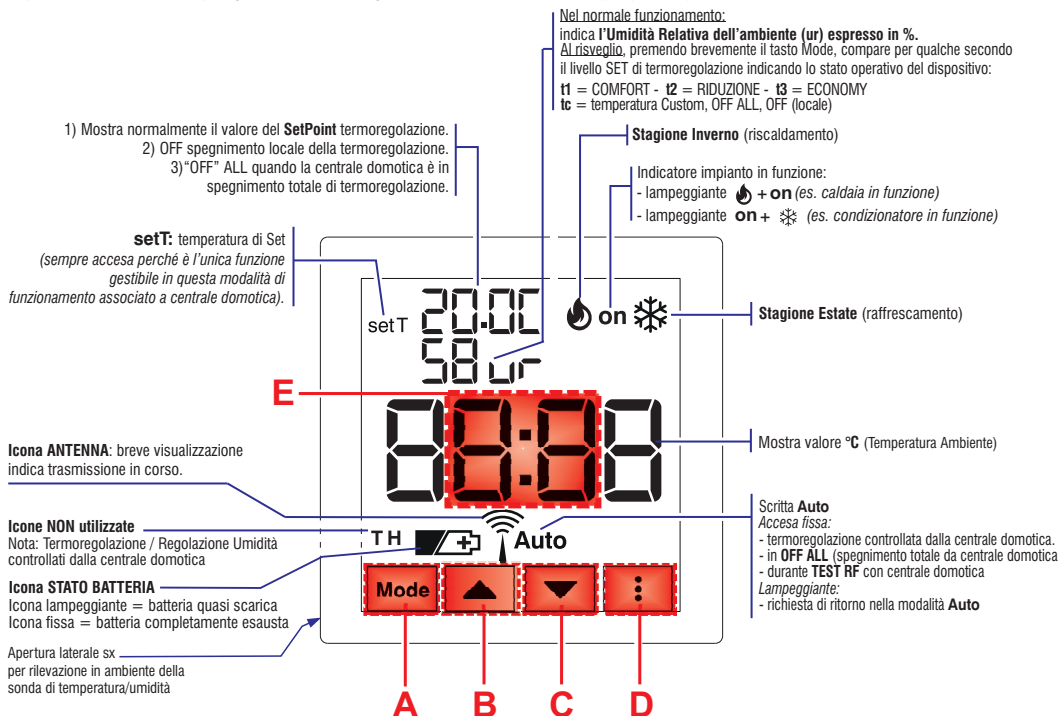 Nel normale funzionamento:
indica l'Umidità Relativa dell'ambiente (ur) espresso in %.
Al risveglio, premendo brevemente il tasto Mode, compare per qualche secondo
il livello SET di termoregolazione indicando lo stato operativo del dispositivo:
t1 = COMFORT - t2 = RIDUZIONE - t3 = ECONOMY
tc = temperatura Custom, OFF ALL, OFF (locale)
1) Mostra normalmente il valore del SetPoint termoregolazione.
2) OFF spegnimento locale della termoregolazione.
3)"OFF" ALL quando la centrale domotica è in
spegnimento totale di termoregolazione.
Stagione Inverno (riscaldamento)
Indicatore impianto in funzione:
- lampeggiante + on (es. caldaia in funzione)
- lampeggiante on + (es. condizionatore in funzione)
setT: temperatura di Set
(sempre accesa perché è l'unica funzione
gestibile in questa modalità di
funzionamento associato a centrale domotica).
setT 20.0C on
58ur
Stagione Estate (raffrescamento)
E
88:88
Mostra valore °C (Temperatura Ambiente)
Icona ANTENNA: breve visualizzazione
indica trasmissione in corso.
Icone NON utilizzate
Nota: Termoregolazione / Regolazione Umidità
controllati dalla centrale domotica
T H Auto
Scritta Auto
Accesa fissa:
- termoregolazione controllata dalla centrale domotica.
- in OFF ALL (spegnimento totale da centrale domotica
- durante TEST RF con centrale domotica
Lampeggiante:
- richiesta di ritorno nella modalità Auto
Icona STATO BATTERIA
Icona lampeggiante = batteria quasi scarica
Icona fissa = batteria completamente esausta
Mode
Apertura laterale sx
per rilevazione in ambiente della
sonda di temperatura/umidità
A B C D